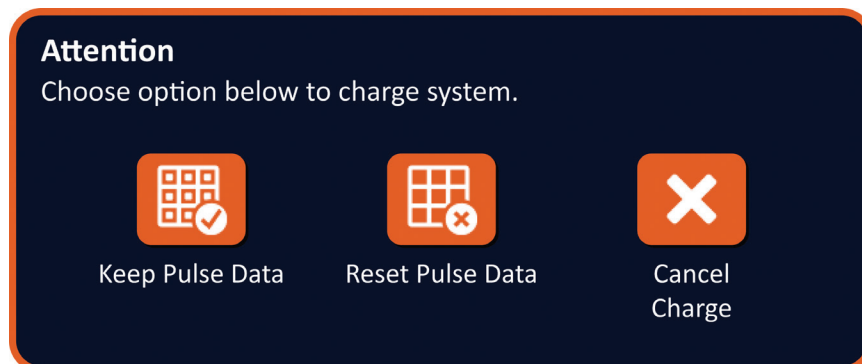 Attention
Choose option below to charge system.
Keep Pulse Data
Reset Pulse Data
Cancel
Charge